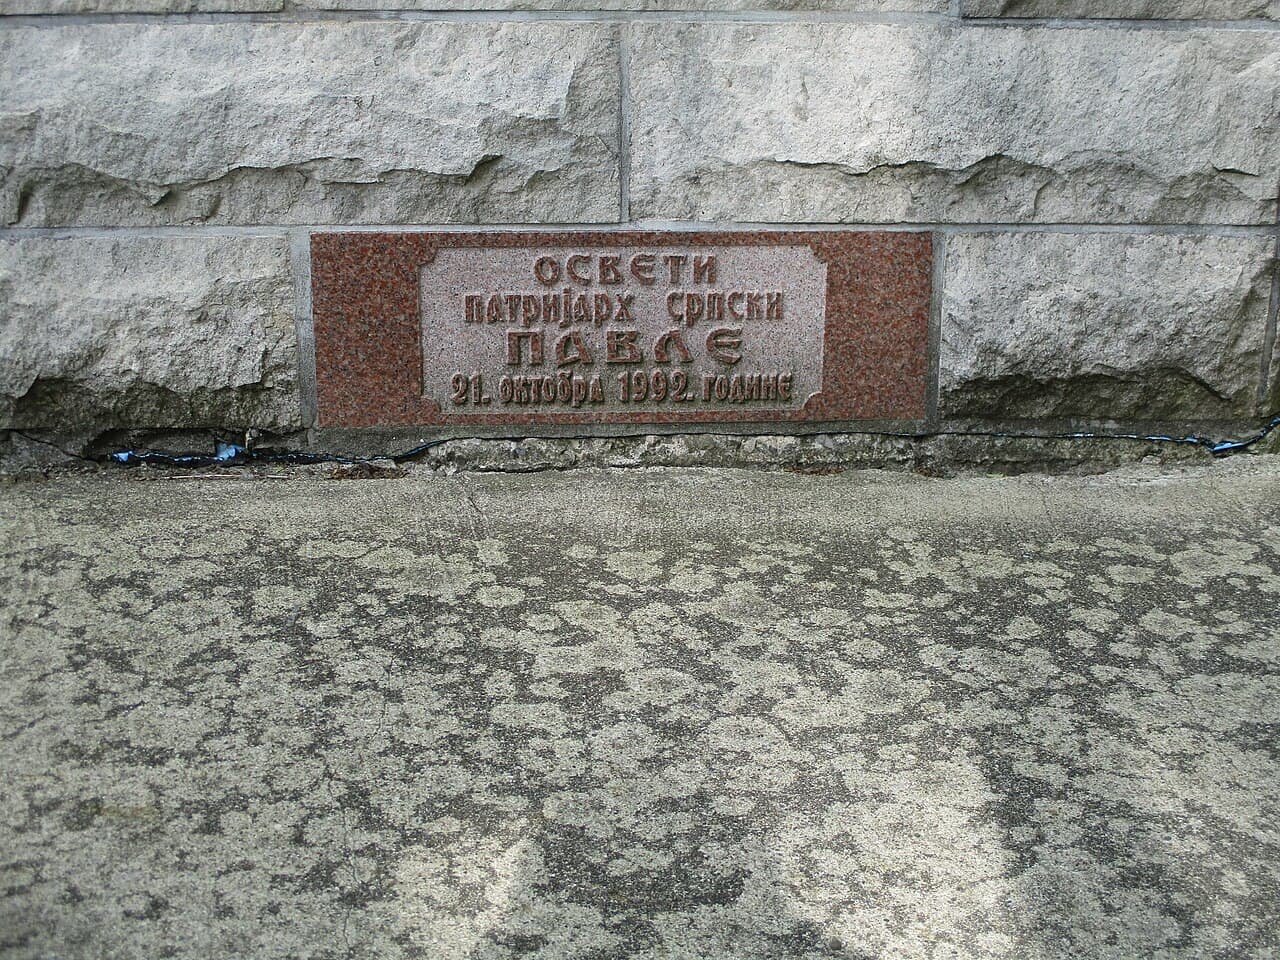 ОСВЕТИ
ПАТРИЈАРХ СРПСКИ
ПАВЛЕ
21. ОКТОБРА 1992. ГОДИНЕ